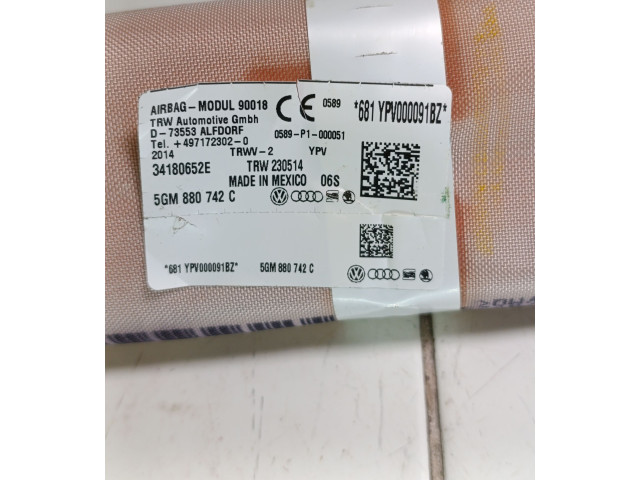 AIRBAG-MODUL 90018 CE 0589 *681 YPV000091BZ*
TRW Automotive GmbH
D-73553 ALFDORF 0589-P1-000051
Tel. +497172302-0
2014 TRWV-2 YPV
34180652E TRW 230514
MADE IN MEXICO 06S
5GM 880 742 C
*681 YPV000091BZ* 5GM 880 742 C